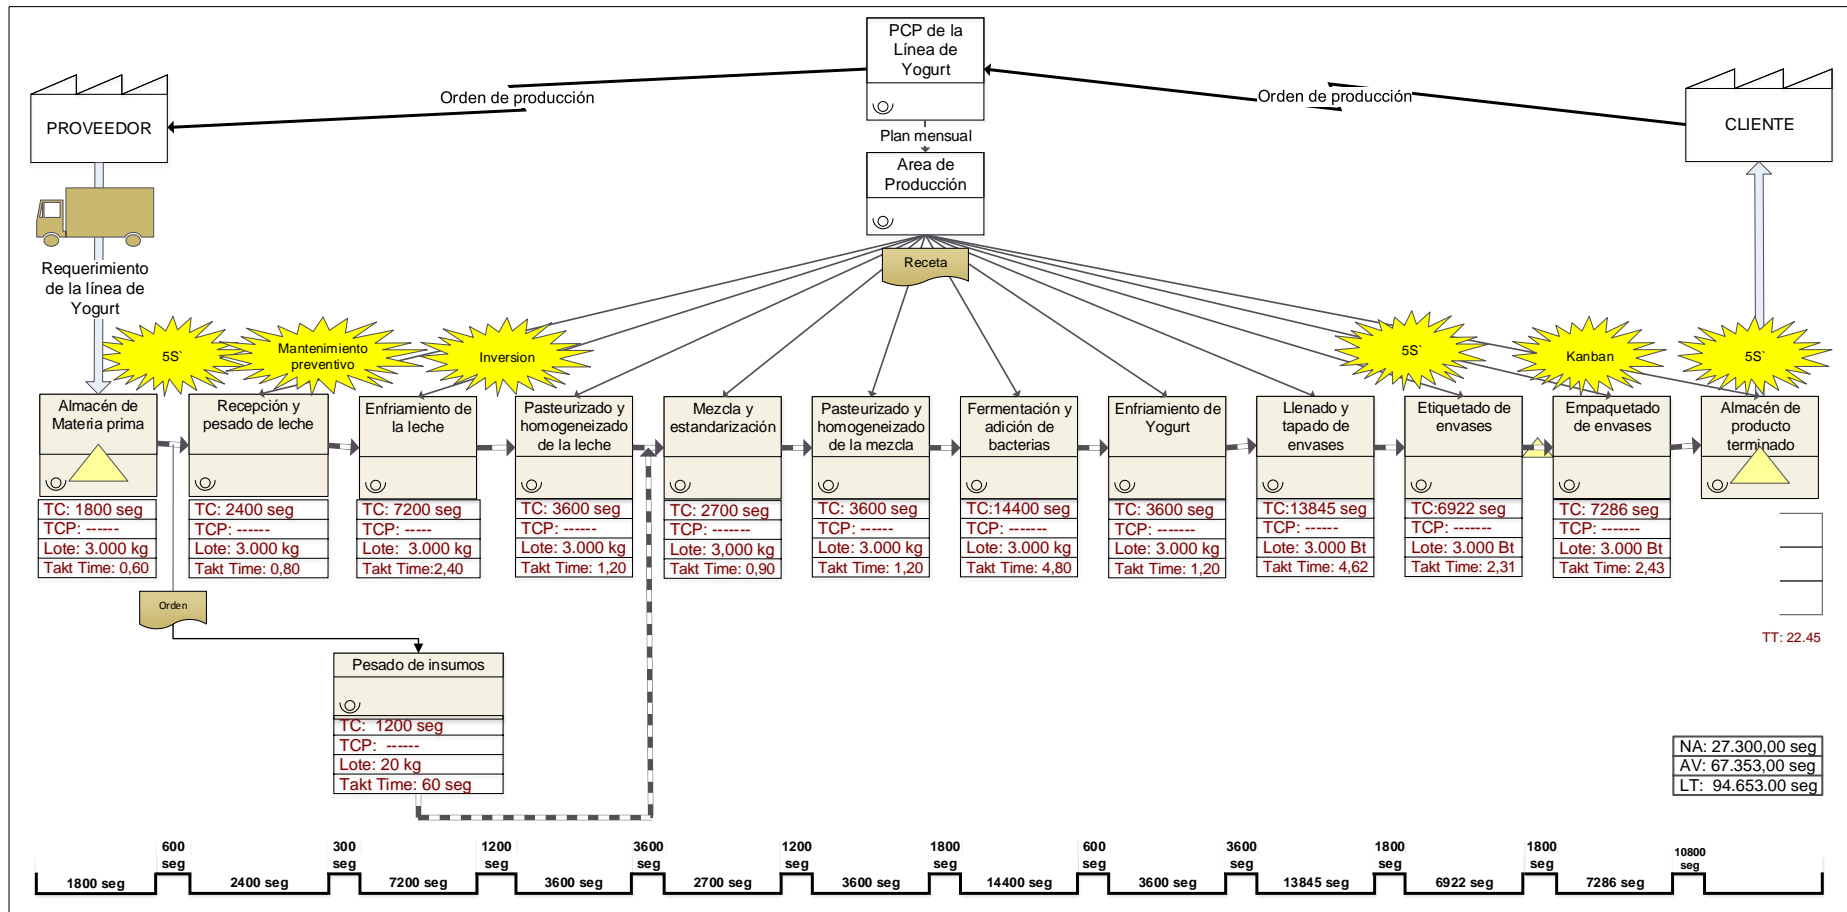 PCP de la
Línea de
Yogurt
Orden de producción
Orden de producción
PROVEEDOR
CLIENTE
Plan mensual
Area de
Producción
Receta
Requerimiento
de la línea de
Yogurt
5S`
Mantenimiento
preventivo
Inversion
5S`
Kanban
5S`
Almacén de
Materia prima
TC: 1800 seg
TCP: ------
Lote: 3.000 kg
Takt Time: 0,60
Recepción y
pesado de leche
TC: 2400 seg
TCP: ------
Lote: 3.000 kg
Takt Time: 0,80
Enfriamiento de
la leche
TC: 7200 seg
TCP: -----
Lote:  3.000 kg
Takt Time:2,40
Pasteurizado y
homogeneizado
de la leche
TC: 3600 seg
TCP: ------
Lote: 3.000 kg
Takt Time: 1,20
Mezcla y
estandarización
TC: 2700 seg
TCP: -------
Lote: 3,000 kg
Takt Time: 0,90
Pasteurizado y
homogeneizado
de la mezcla
TC: 3600 seg
TCP: ------
Lote: 3.000 kg
Takt Time: 1,20
Fermentación y
adición de
bacterias
TC:14400 seg
TCP: ------
Lote: 3.000 kg
Takt Time: 4,80
Enfriamiento de
Yogurt
TC: 3600 seg
TCP: -------
Lote: 3.000 kg
Takt Time: 1,20
Llenado y
tapado de
envases
TC:13845 seg
TCP: ------
Lote: 3.000 Bt
Takt Time: 4,62
Etiquetado de
envases
TC:6922 seg
TCP: -------
Lote: 3.000 Bt
Takt Time: 2,31
Empaquetado
de envases
TC: 7286 seg
TCP: -------
Lote: 3.000 Bt
Takt Time: 2,43
Almacén de
producto
terminado
TT: 22.45
Orden
Pesado de insumos
TC:  1200 seg
TCP:  ------
Lote: 20 kg
Takt Time: 60 seg
NA: 27.300,00 seg
AV: 67.353,00 seg
LT:  94.653.00 seg
1800 seg
600
seg
2400 seg
300
seg
7200 seg
1200
seg
3600 seg
3600
seg
2700 seg
1200
seg
3600 seg
1800
seg
14400 seg
600
seg
3600 seg
3600
seg
13845 seg
1800
seg
6922 seg
1800
seg
7286 seg
10800
seg